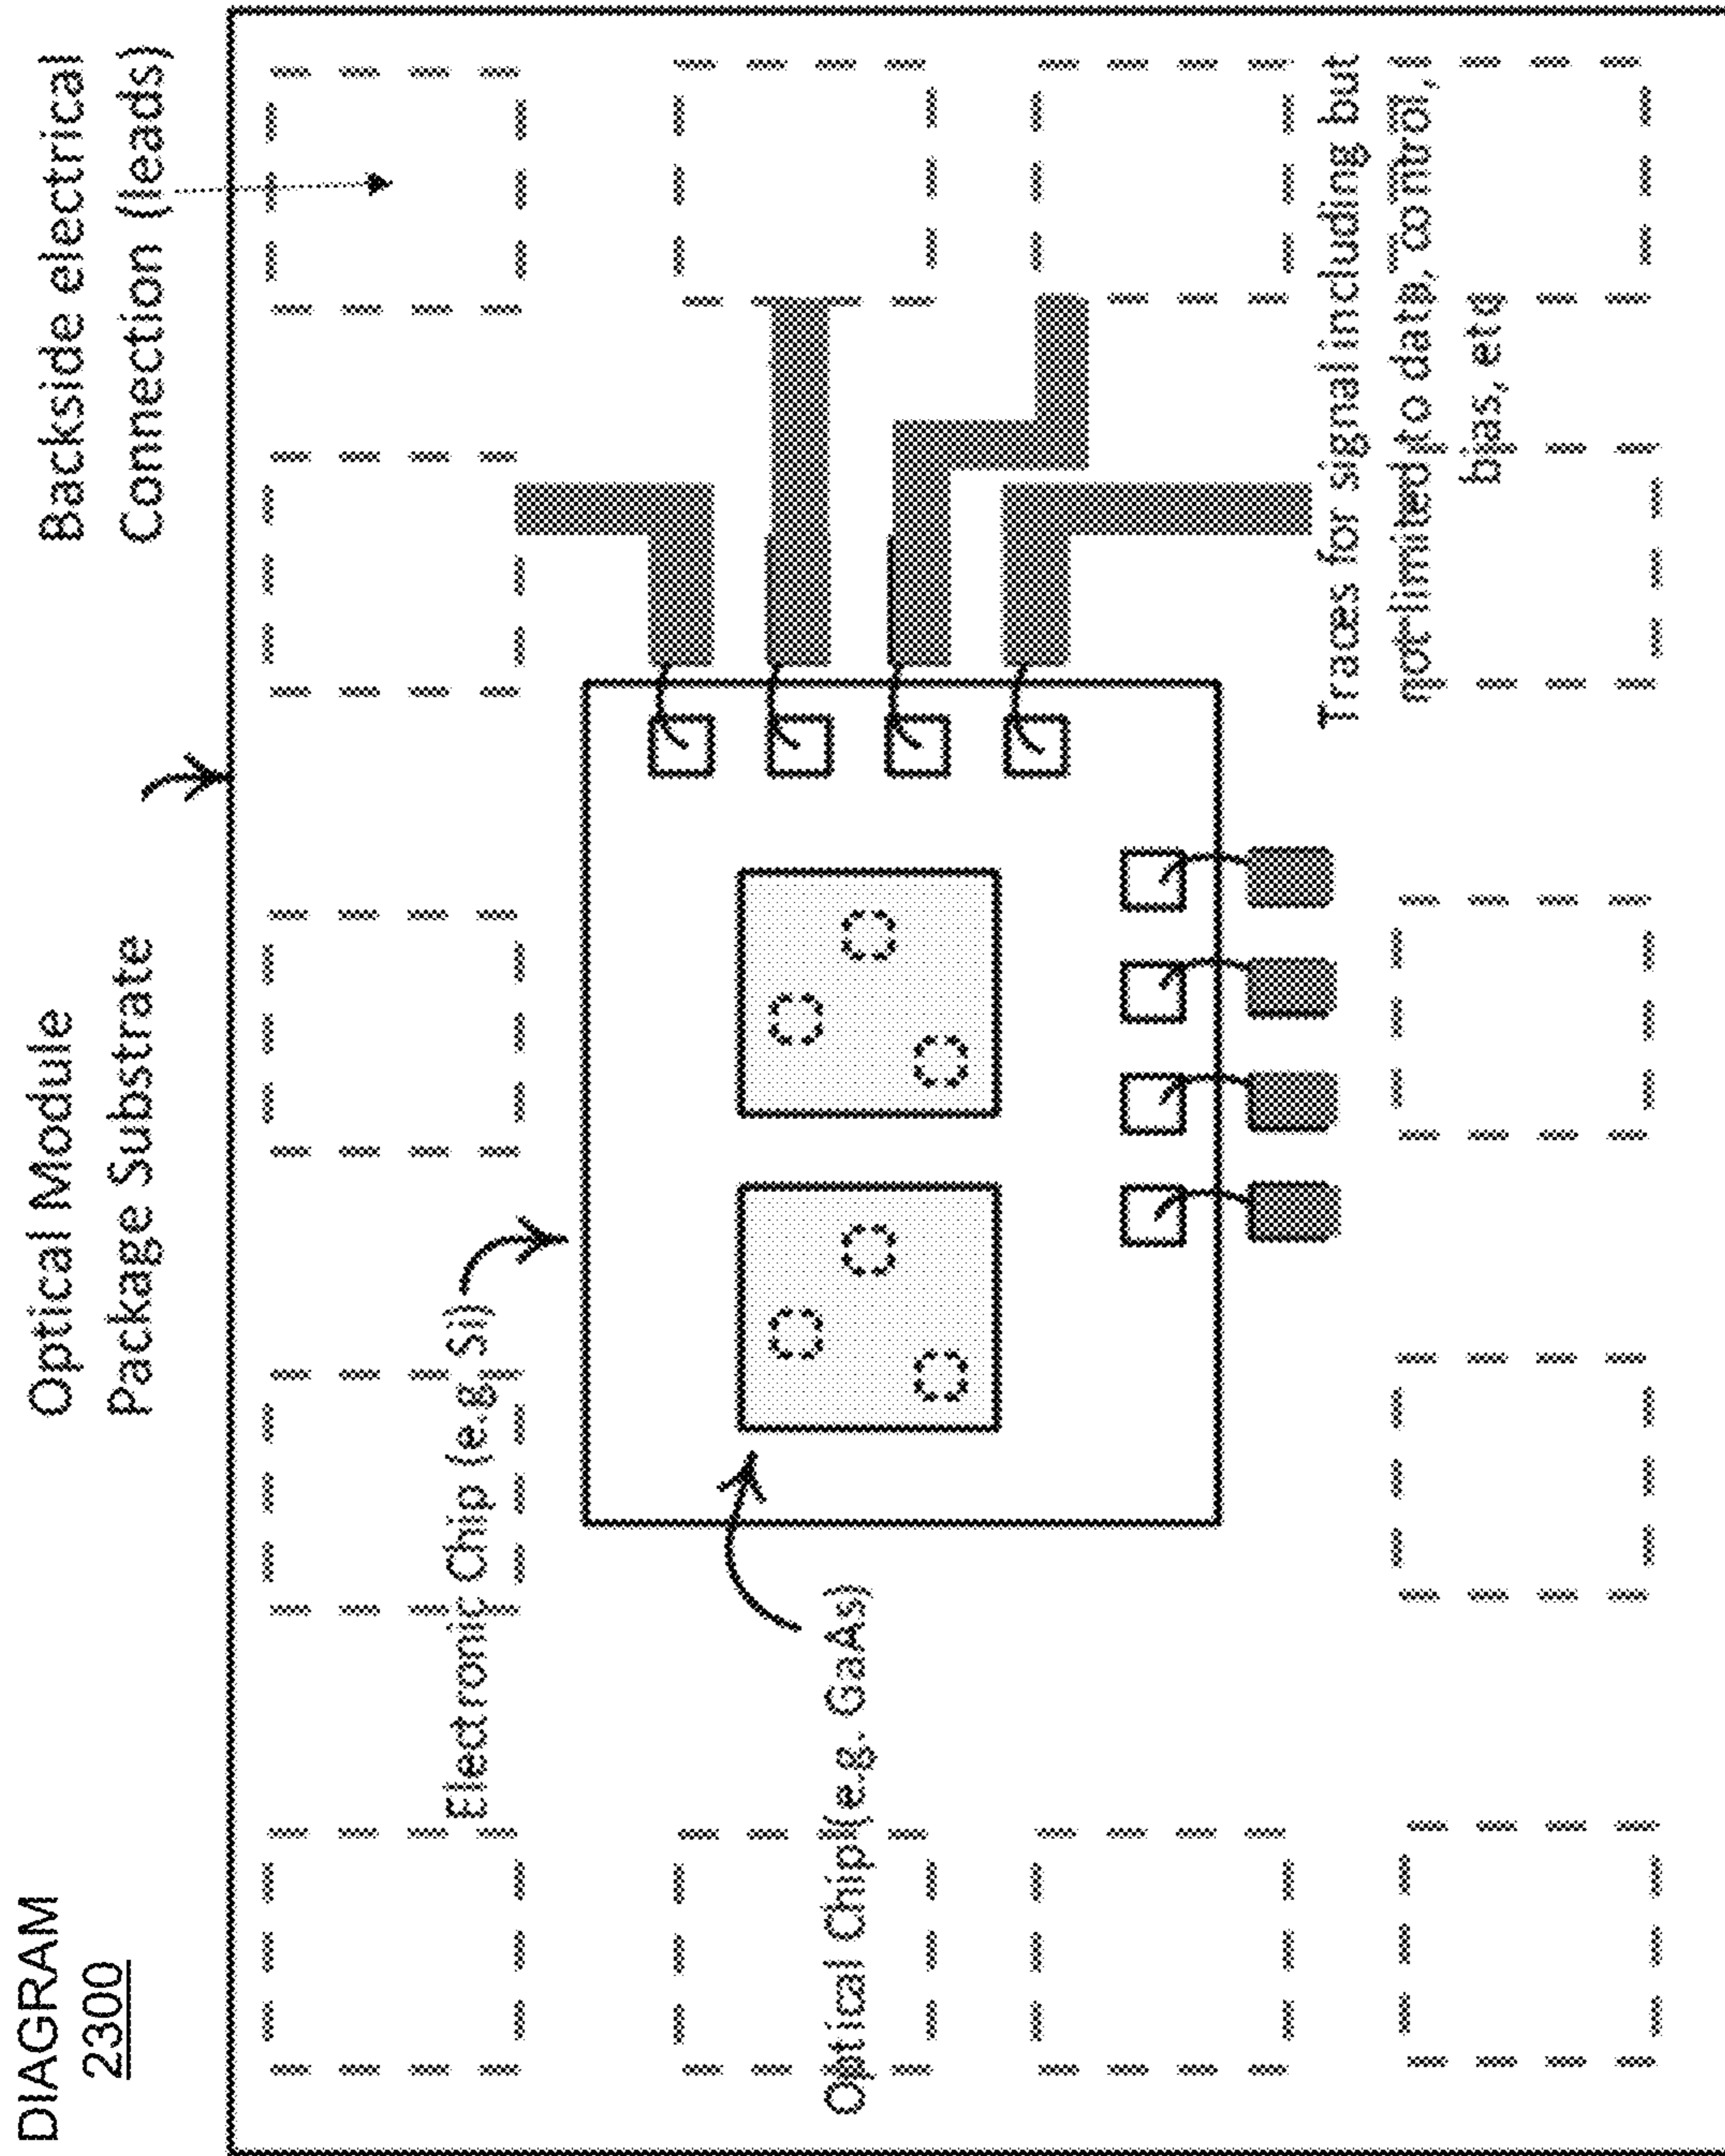 DIAGRAM
2300
Optical Module
Package Substrate
Backside electrical
Connection (leads)
Electronic Chip (e.g. Si)
Optical Chip (e.g. GaAs)
Traces for signal including but
not limited to data, control,
bias, etc